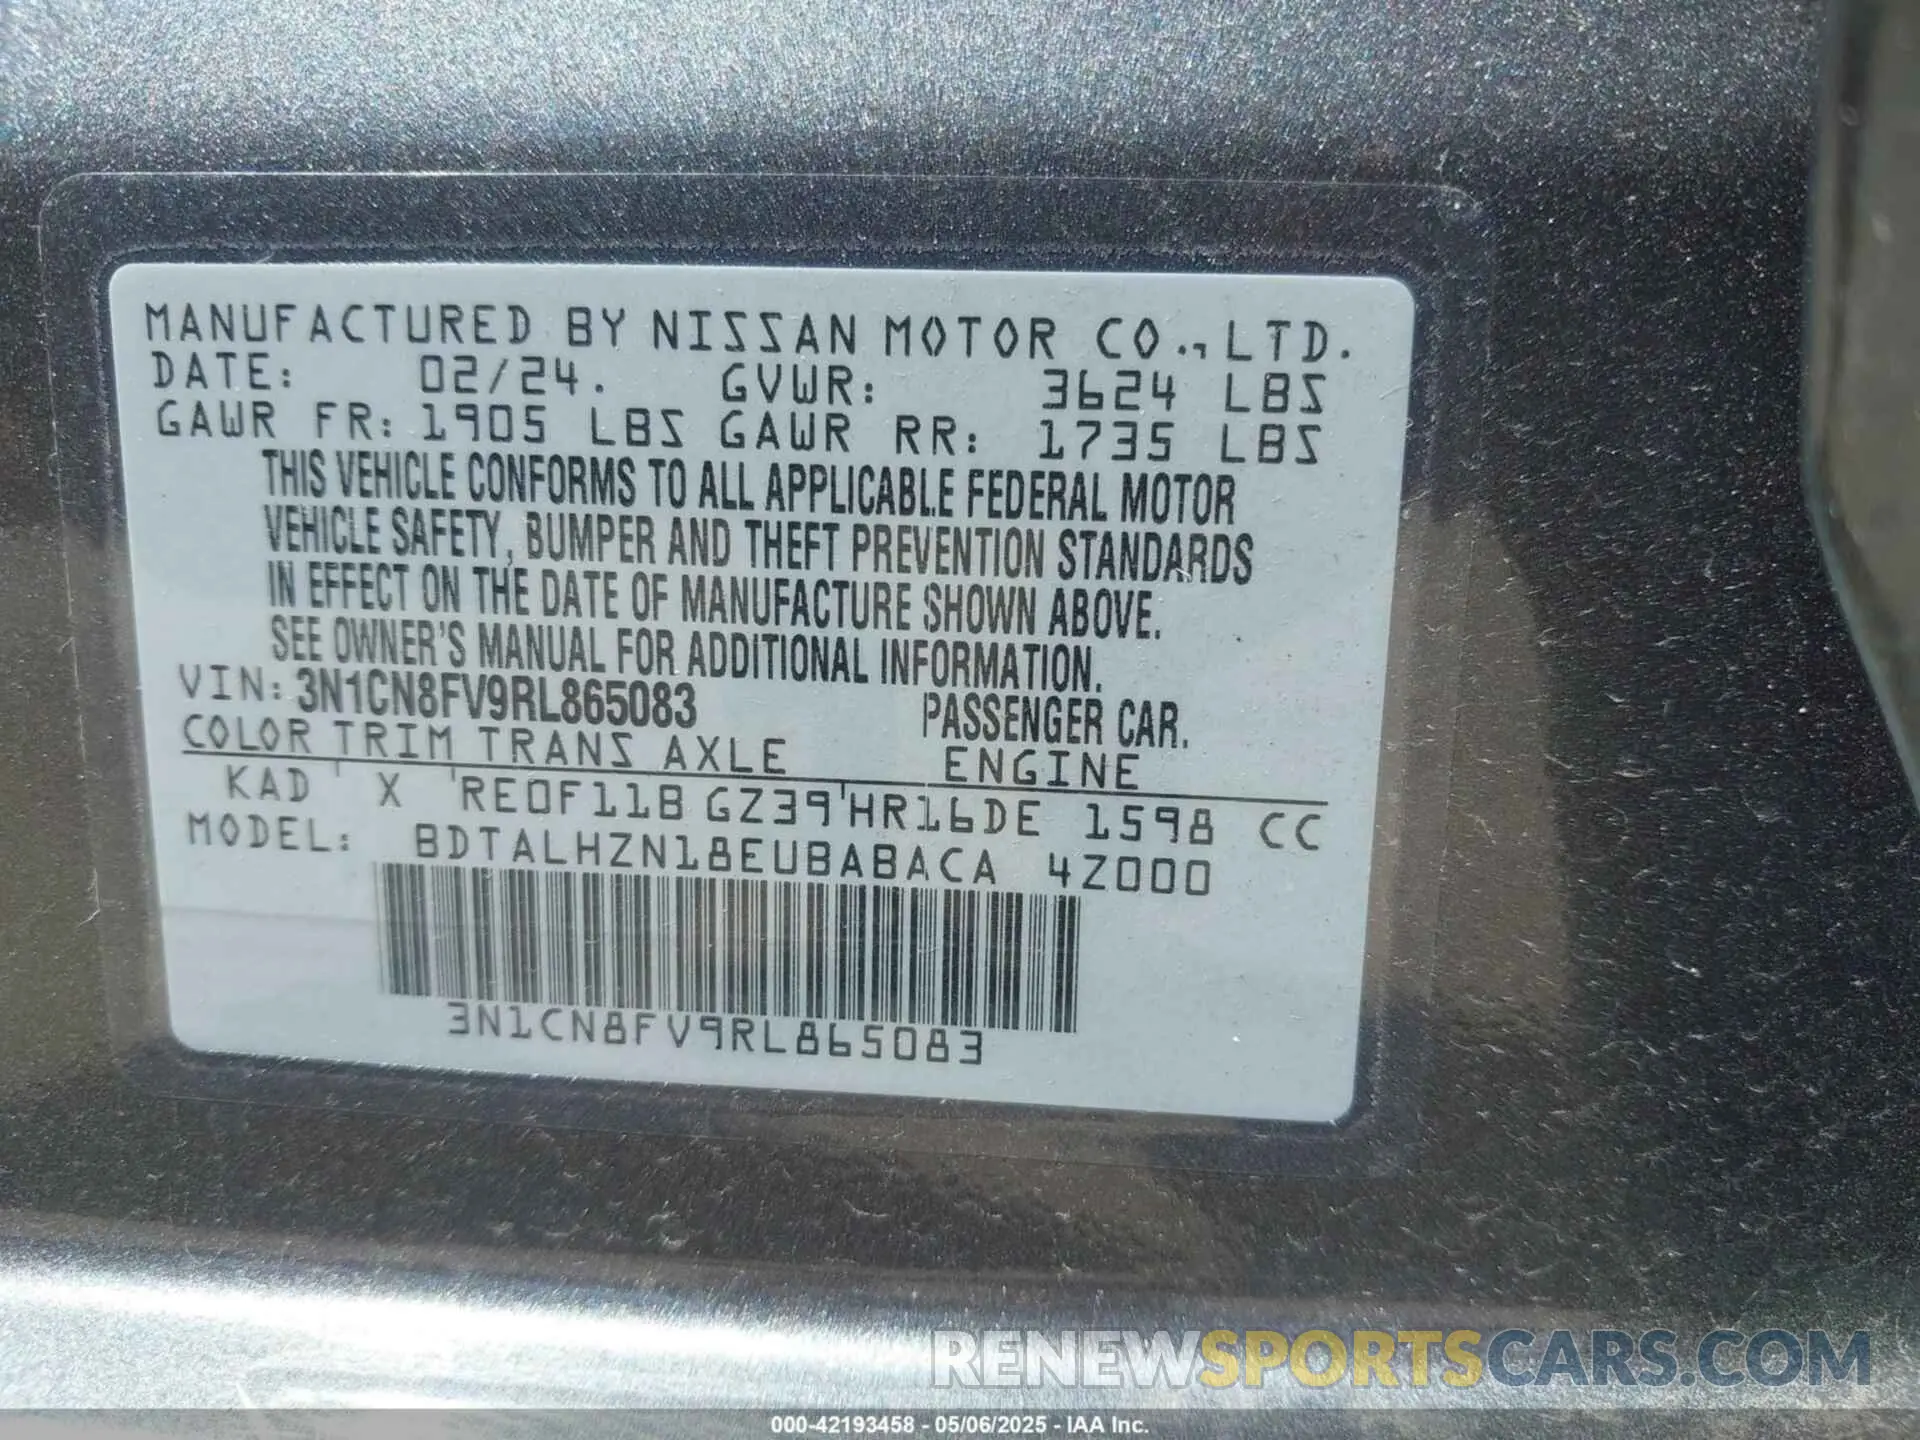 MANUFACTURED BY NISSAN MOTOR CO., LTD.
DATE: 02/24. GVWR: 3624 LBS
GAWR FR: 1905 LBS GAWR RR: 1735 LBS
THIS VEHICLE CONFORMS TO ALL APPLICABLE FEDERAL MOTOR
VEHICLE SAFETY, BUMPER AND THEFT PREVENTION STANDARDS
IN EFFECT ON THE DATE OF MANUFACTURE SHOWN ABOVE.
SEE OWNER'S MANUAL FOR ADDITIONAL INFORMATION.
VIN: 3N1CN8FV9RL865083 PASSENGER CAR.
COLOR TRIM TRANS AXLE ENGINE
KAD X RE0F11B GZ39 HR16DE 1598 CC
MODEL: BDTALHZN18EUBABACA 4Z000
3N1CN8FV9RL865083
RENEWSPORTSCARS.COM
000-42193458 - 05/06/2025 - IAA Inc.